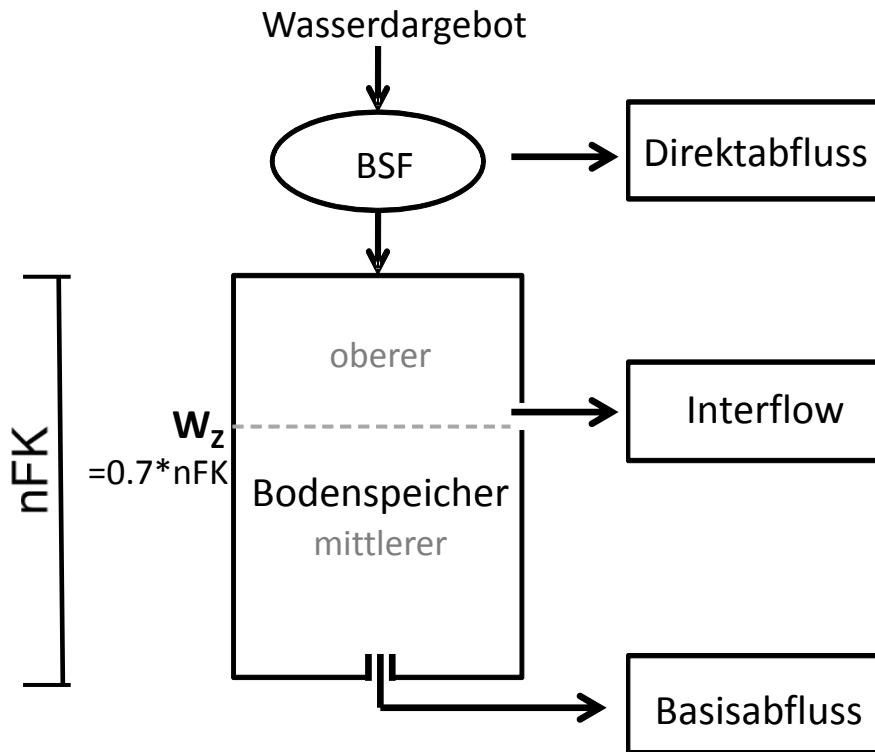 Wasserdargebot
BSF
Direktabfluss
oberer
nFK
Wz
=0.7*nFK
Interflow
Bodenspeicher
mittlerer
Basisabfluss